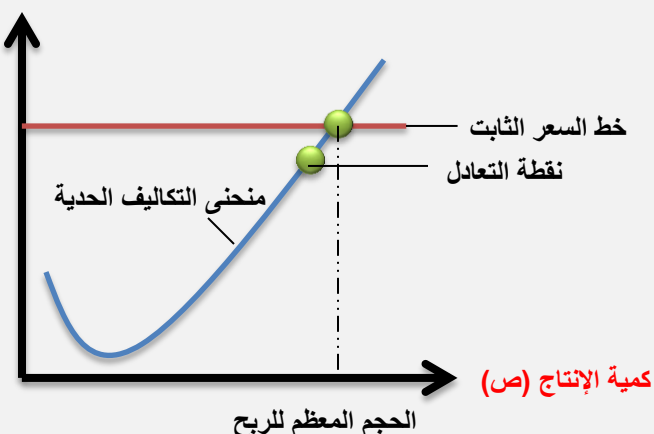 خط السعر الثابت
نقطة التعادل
منحنى التكاليف الحدية
كمية الإنتاج (ص)
الحجم المعظم للربح